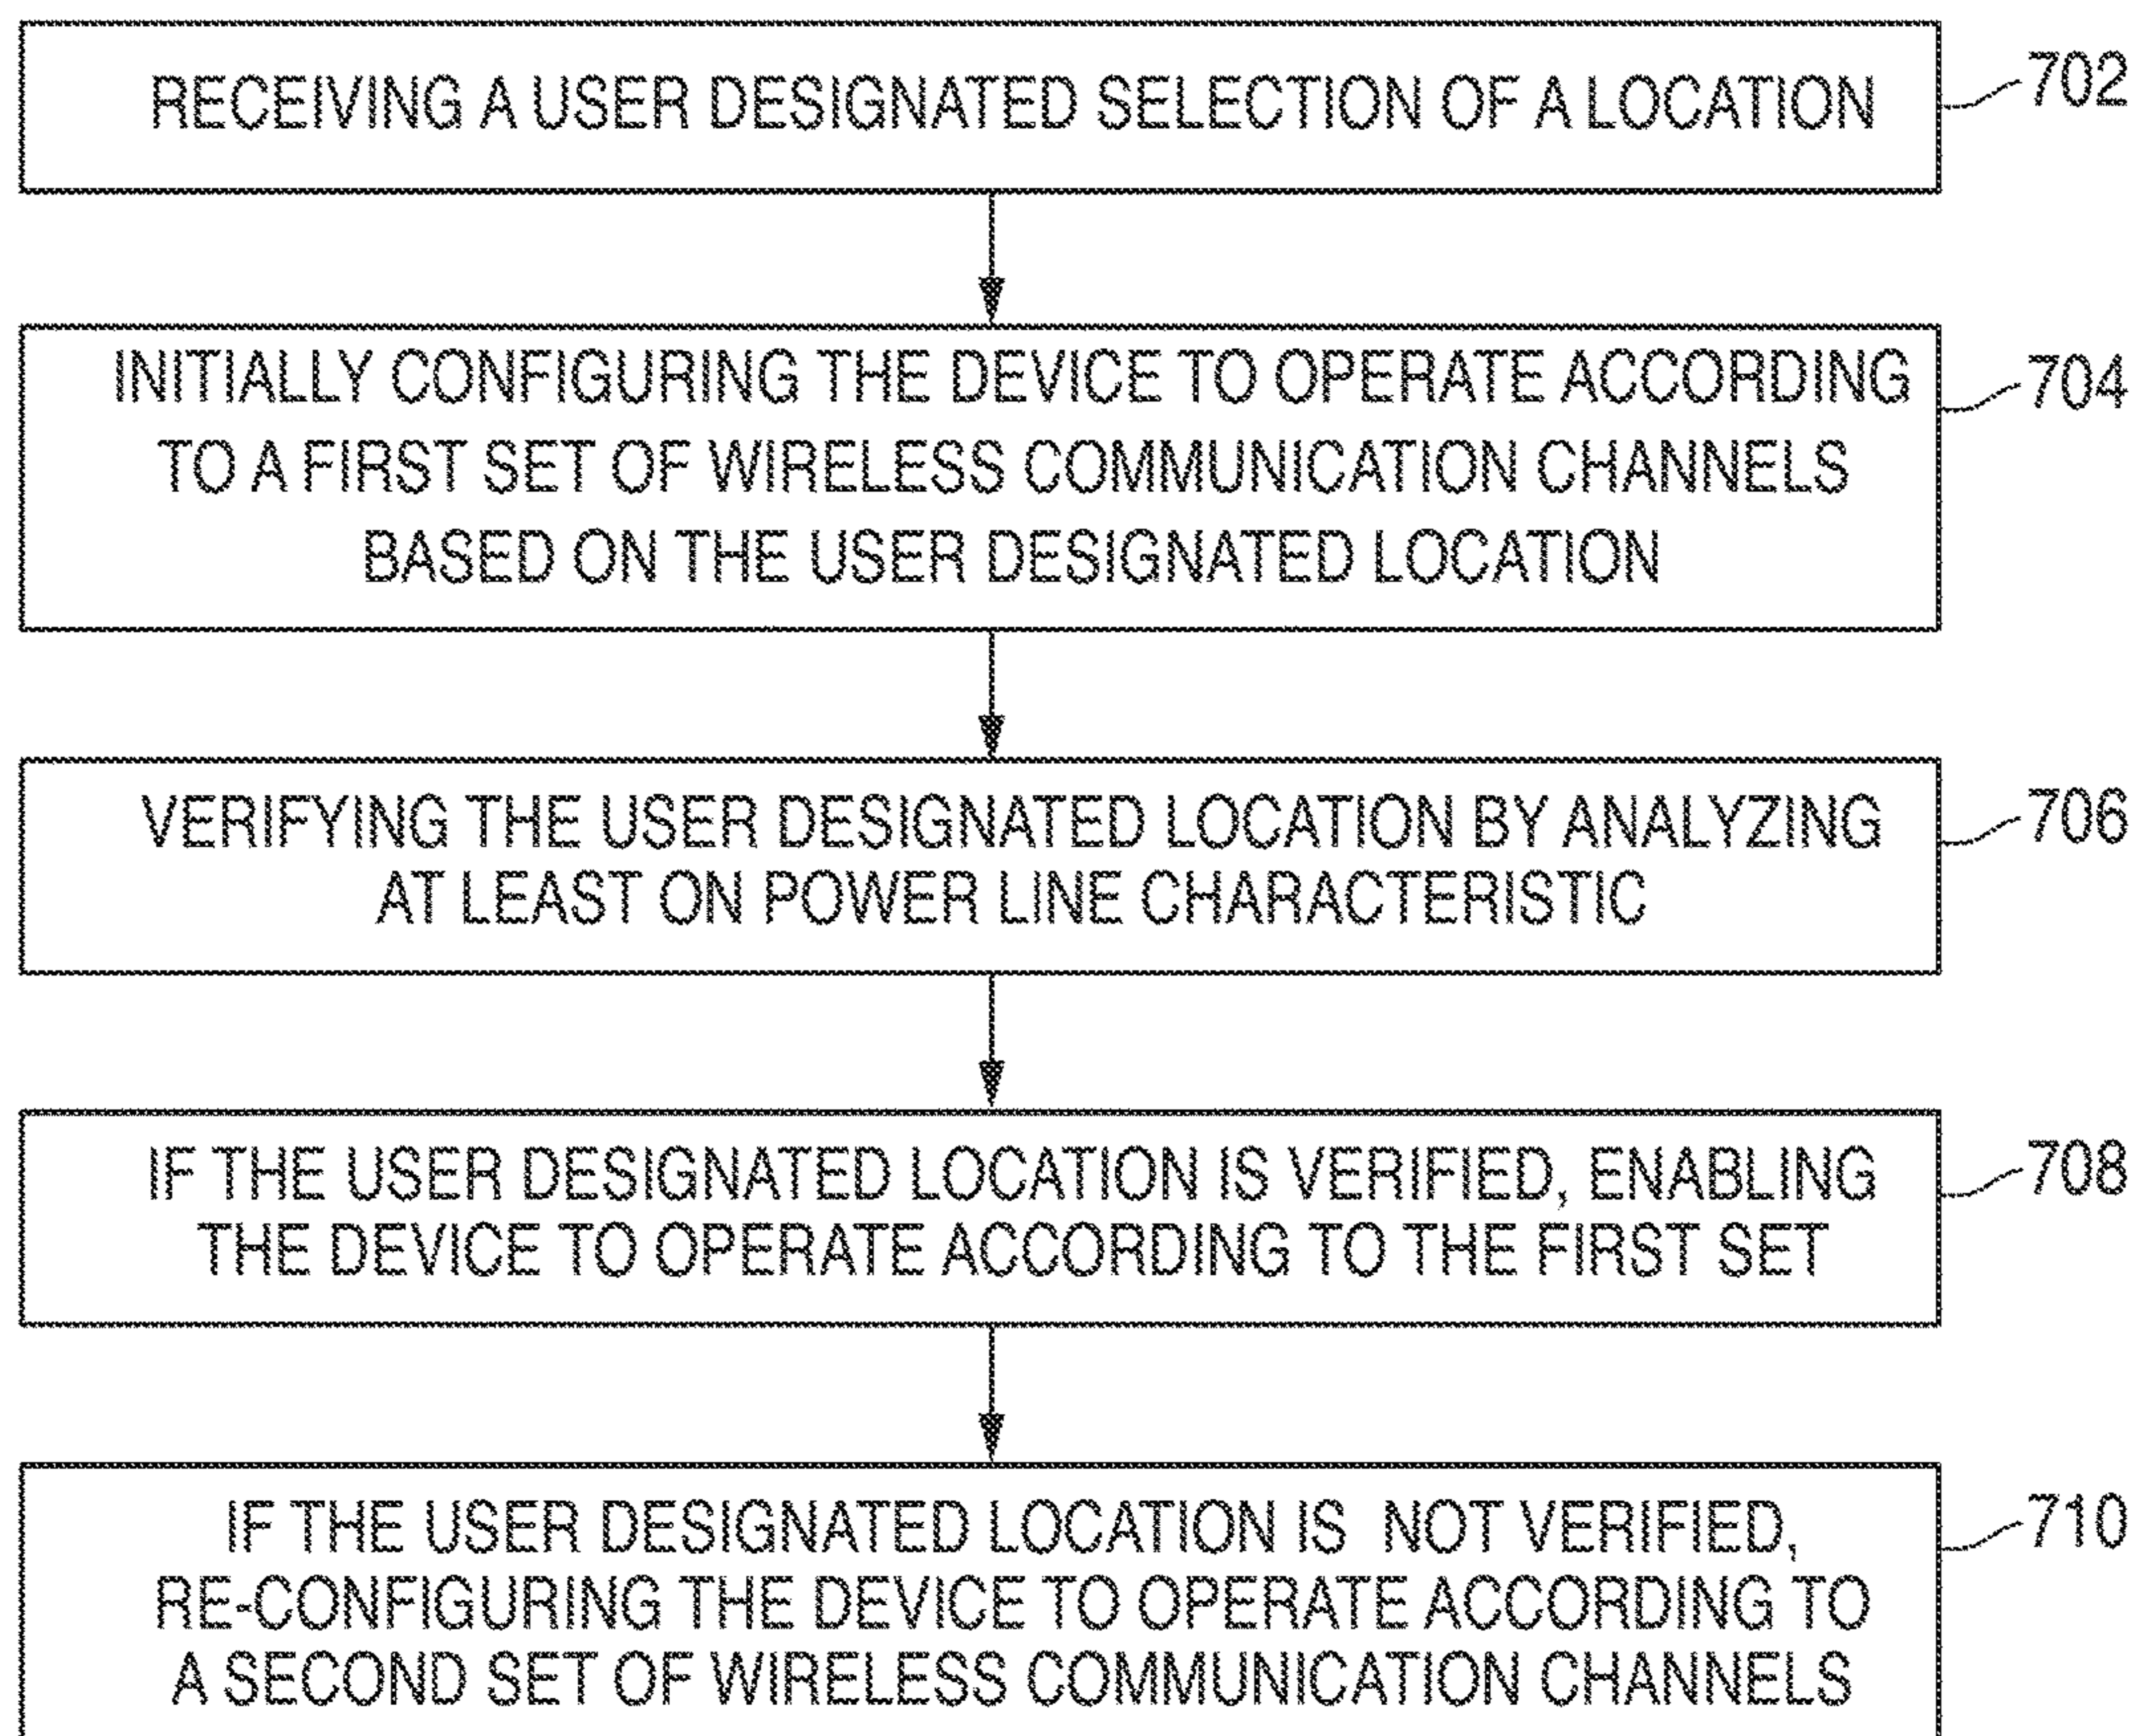 RECEIVING A USER DESIGNATED SELECTION OF A LOCATION
702
INITIALLY CONFIGURING THE DEVICE TO OPERATE ACCORDING
TO A FIRST SET OF WIRELESS COMMUNICATION CHANNELS
BASED ON THE USER DESIGNATED LOCATION
704
VERIFYING THE USER DESIGNATED LOCATION BY ANALYZING
AT LEAST ON POWER LINE CHARACTERISTIC
706
IF THE USER DESIGNATED LOCATION IS VERIFIED, ENABLING
THE DEVICE TO OPERATE ACCORDING TO THE FIRST SET
708
IF THE USER DESIGNATED LOCATION IS NOT VERIFIED,
RE-CONFIGURING THE DEVICE TO OPERATE ACCORDING TO
A SECOND SET OF WIRELESS COMMUNICATION CHANNELS
710